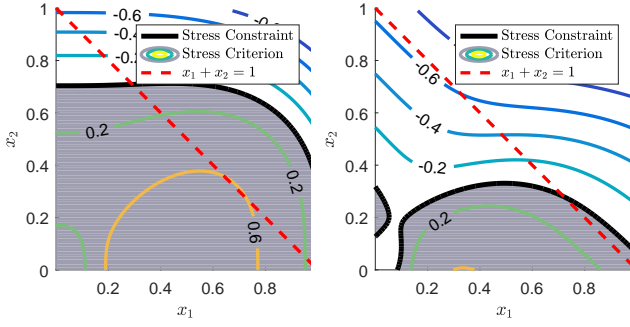 1
0.8
0.6
0.4
0.2
0
x₂
0.2 0.4 0.6 0.8
x₁
-0.6
-0.4
-0.2
0.2
0.2
0.6
Stress Constraint
Stress Criterion
x₁ + x₂ = 1
1
0.8
0.6
0.4
0.2
0
x₂
0.2 0.4 0.6 0.8
x₁
-0.6
-0.4
-0.2
0.2
Stress Constraint
Stress Criterion
x₁ + x₂ = 1